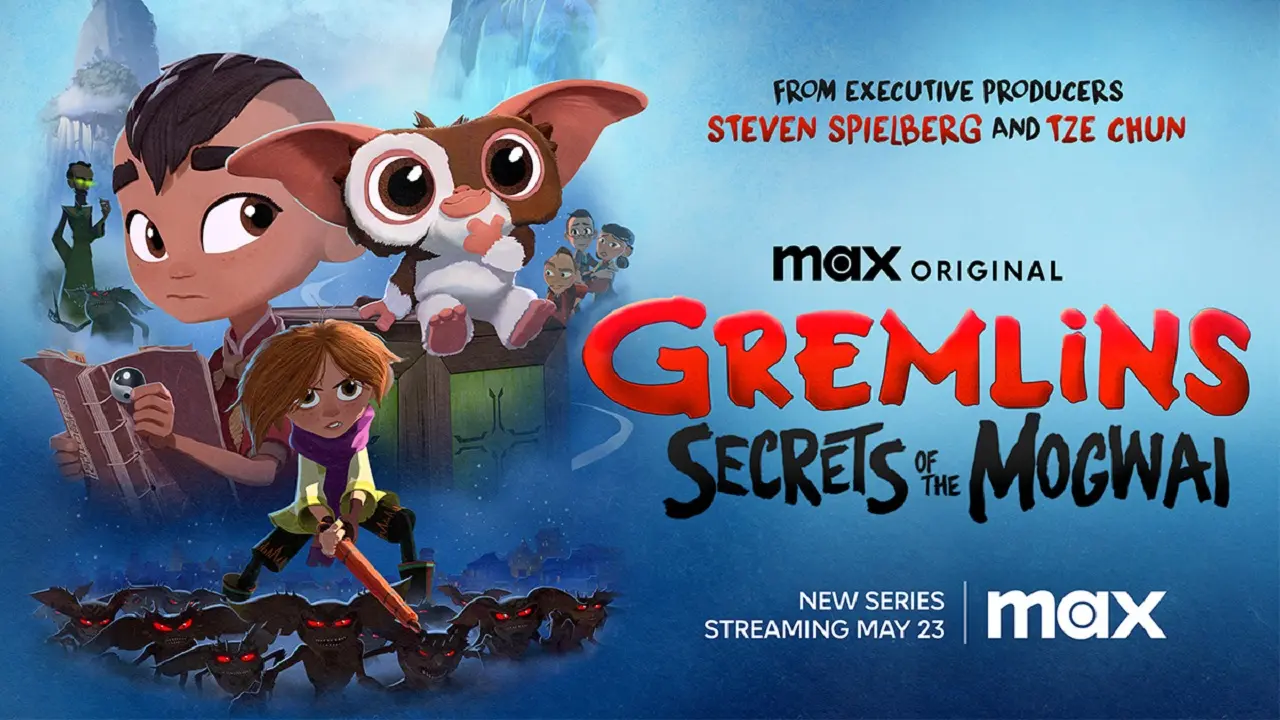 FROM EXECUTIVE PRODUCERS
STEVEN SPIELBERG AND TZE CHUN
max ORIGINAL
GREMLiNS
SECRETS OF THE MOGWAI
NEW SERIES
STREAMING MAY 23
max